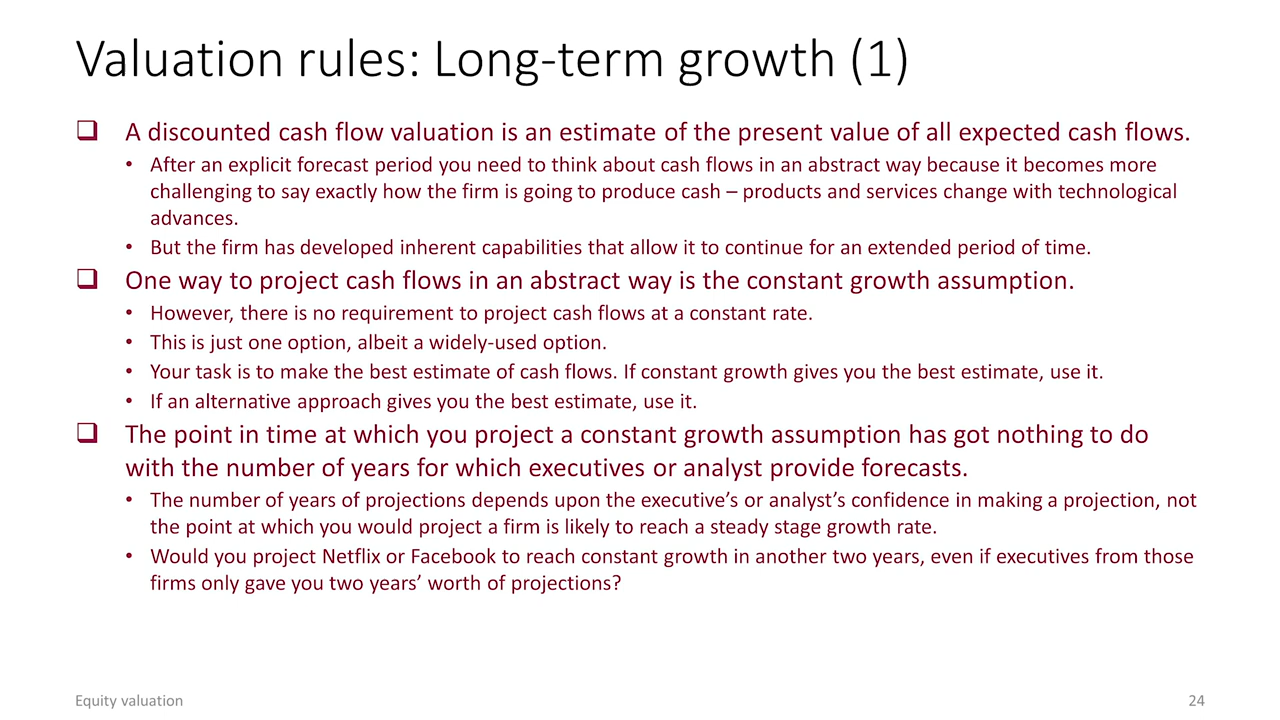 Valuation rules: Long-term growth (1)
❑ A discounted cash flow valuation is an estimate of the present value of all expected cash flows.
• After an explicit forecast period you need to think about cash flows in an abstract way because it becomes more
challenging to say exactly how the firm is going to produce cash – products and services change with technological
advances.
• But the firm has developed inherent capabilities that allow it to continue for an extended period of time.
❑ One way to project cash flows in an abstract way is the constant growth assumption.
• However, there is no requirement to project cash flows at a constant rate.
• This is just one option, albeit a widely-used option.
• Your task is to make the best estimate of cash flows. If constant growth gives you the best estimate, use it.
• If an alternative approach gives you the best estimate, use it.
❑ The point in time at which you project a constant growth assumption has got nothing to do
with the number of years for which executives or analyst provide forecasts.
• The number of years of projections depends upon the executive’s or analyst’s confidence in making a projection, not
the point at which you would project a firm is likely to reach a steady stage growth rate.
• Would you project Netflix or Facebook to reach constant growth in another two years, even if executives from those
firms only gave you two years’ worth of projections?
Equity valuation
24